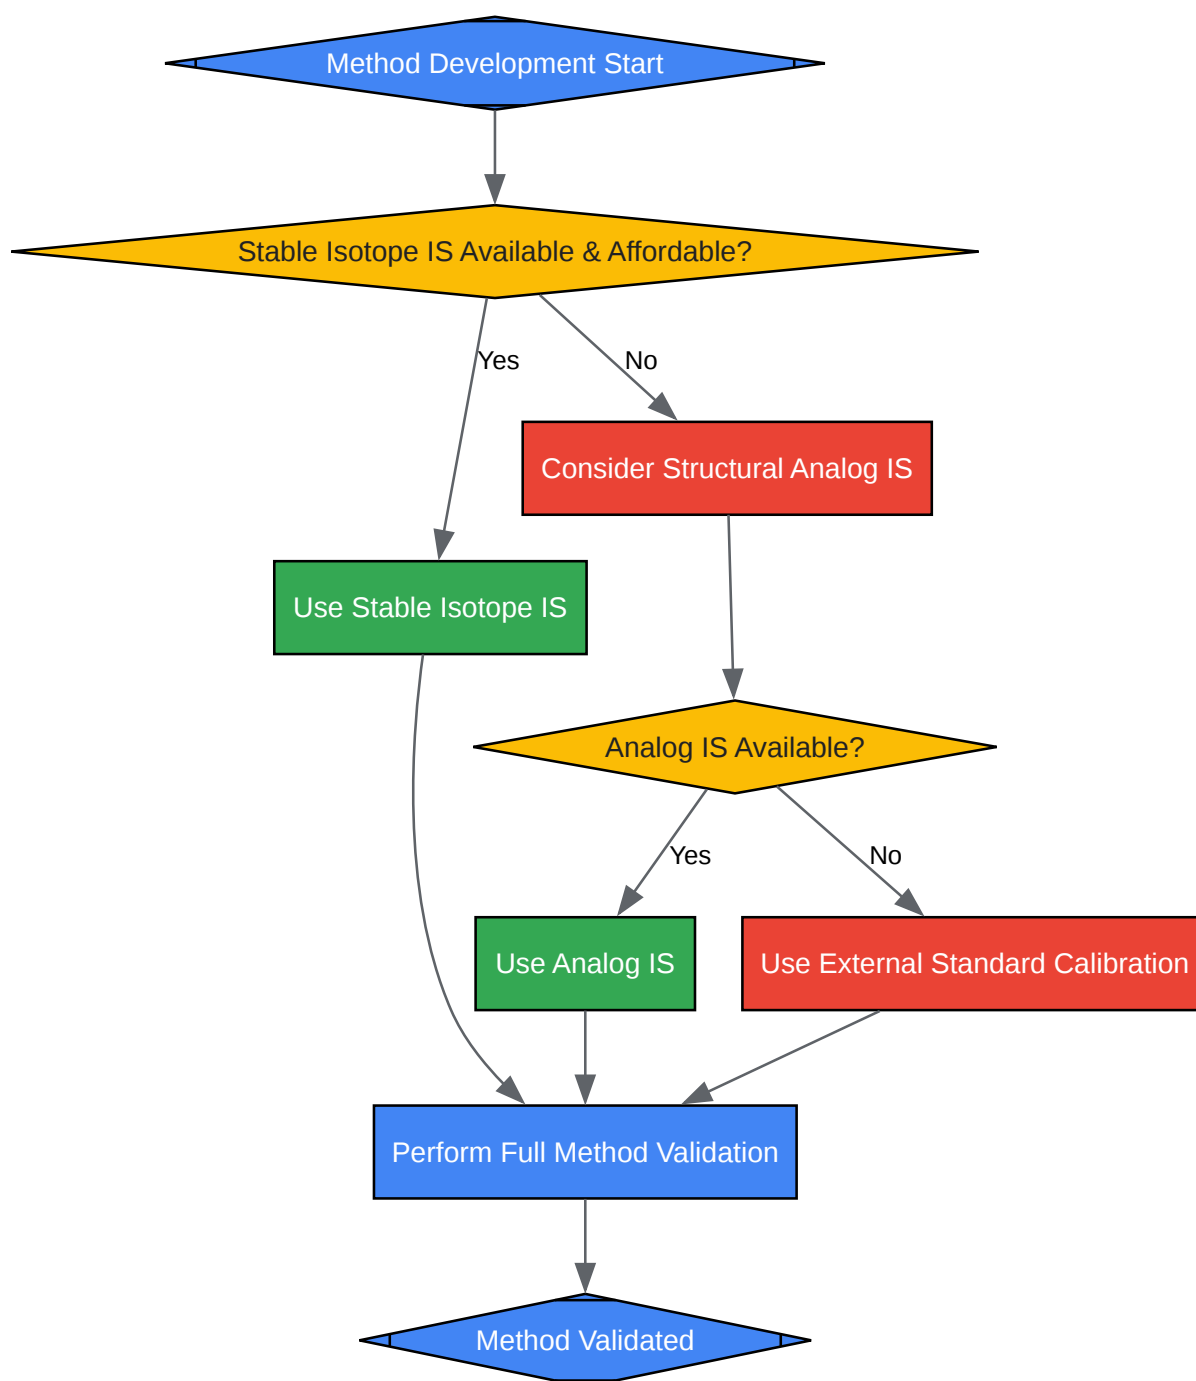 Method Development Start
Stable Isotope IS Available & Affordable?
Yes
No
Consider Structural Analog IS
Use Stable Isotope IS
Analog IS Available?
Yes
No
Use Analog IS
Use External Standard Calibration
Perform Full Method Validation
Method Validated